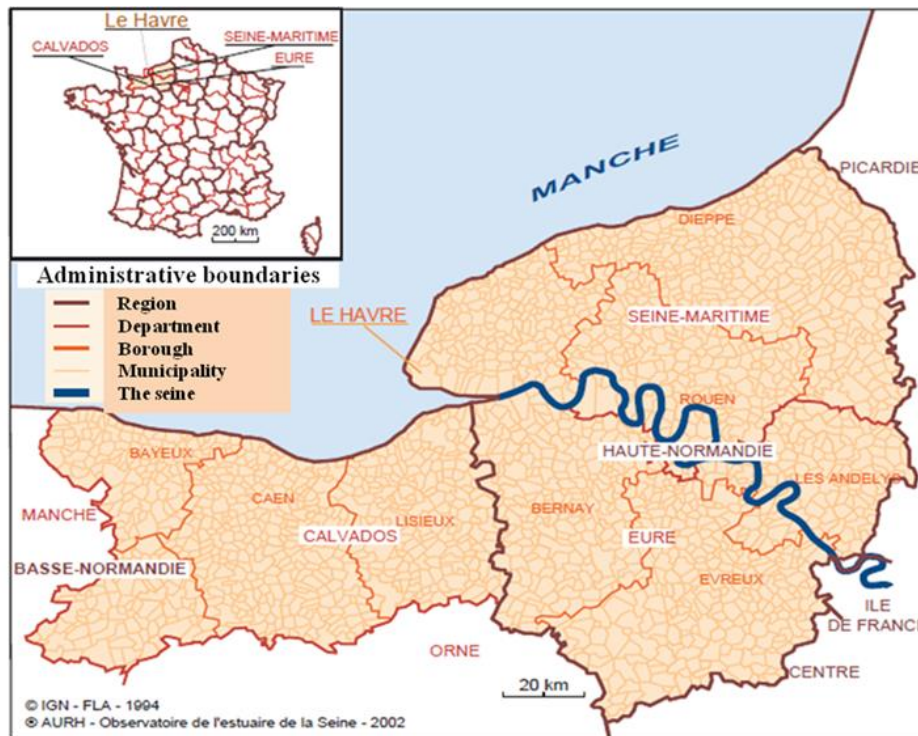 Le Havre
CALVADOS
SEINE-MARITIME
EURE
200 km
Administrative boundaries
Region
Department
Borough
Municipality
The seine
MANCHE
PICARDIE
DIEPPE
LE HAVRE
SEINE-MARITIME
ROUEN
HAUTE-NORMANDIE
LES ANDELYS
BAYEUX
CAEN
LISIEUX
BERNAY
MANCHE
CALVADOS
EURE
BASSE-NORMANDIE
EVREUX
ILE
DE FRANCE
ORNE
CENTRE
20 km
© IGN - FLA - 1994
® AURH - Observatoire de l'estuaire de la Seine - 2002